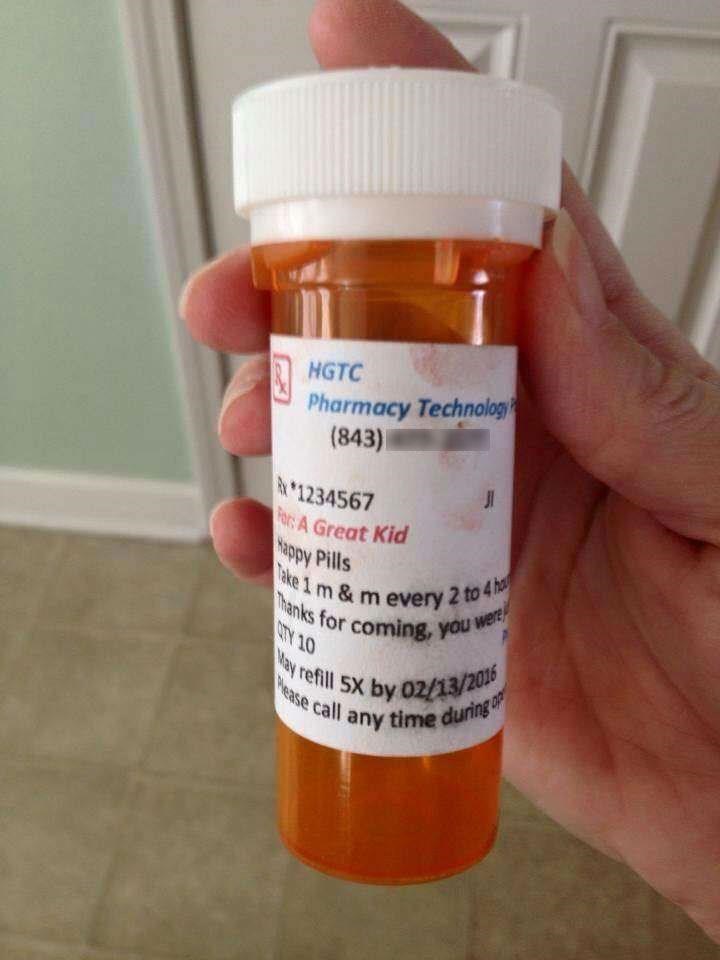 Rx
HGTC
Pharmacy Technology
(843)
Rx *1234567 JI
For: A Great Kid
Happy Pills
Take 1 m & m every 2 to 4
Thanks for coming, you were
QTY 10
May refill 5X by 02/13/2016
Please call any time during